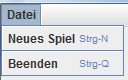 Datei
Neues Spiel Strg-N
Beenden Strg-Q